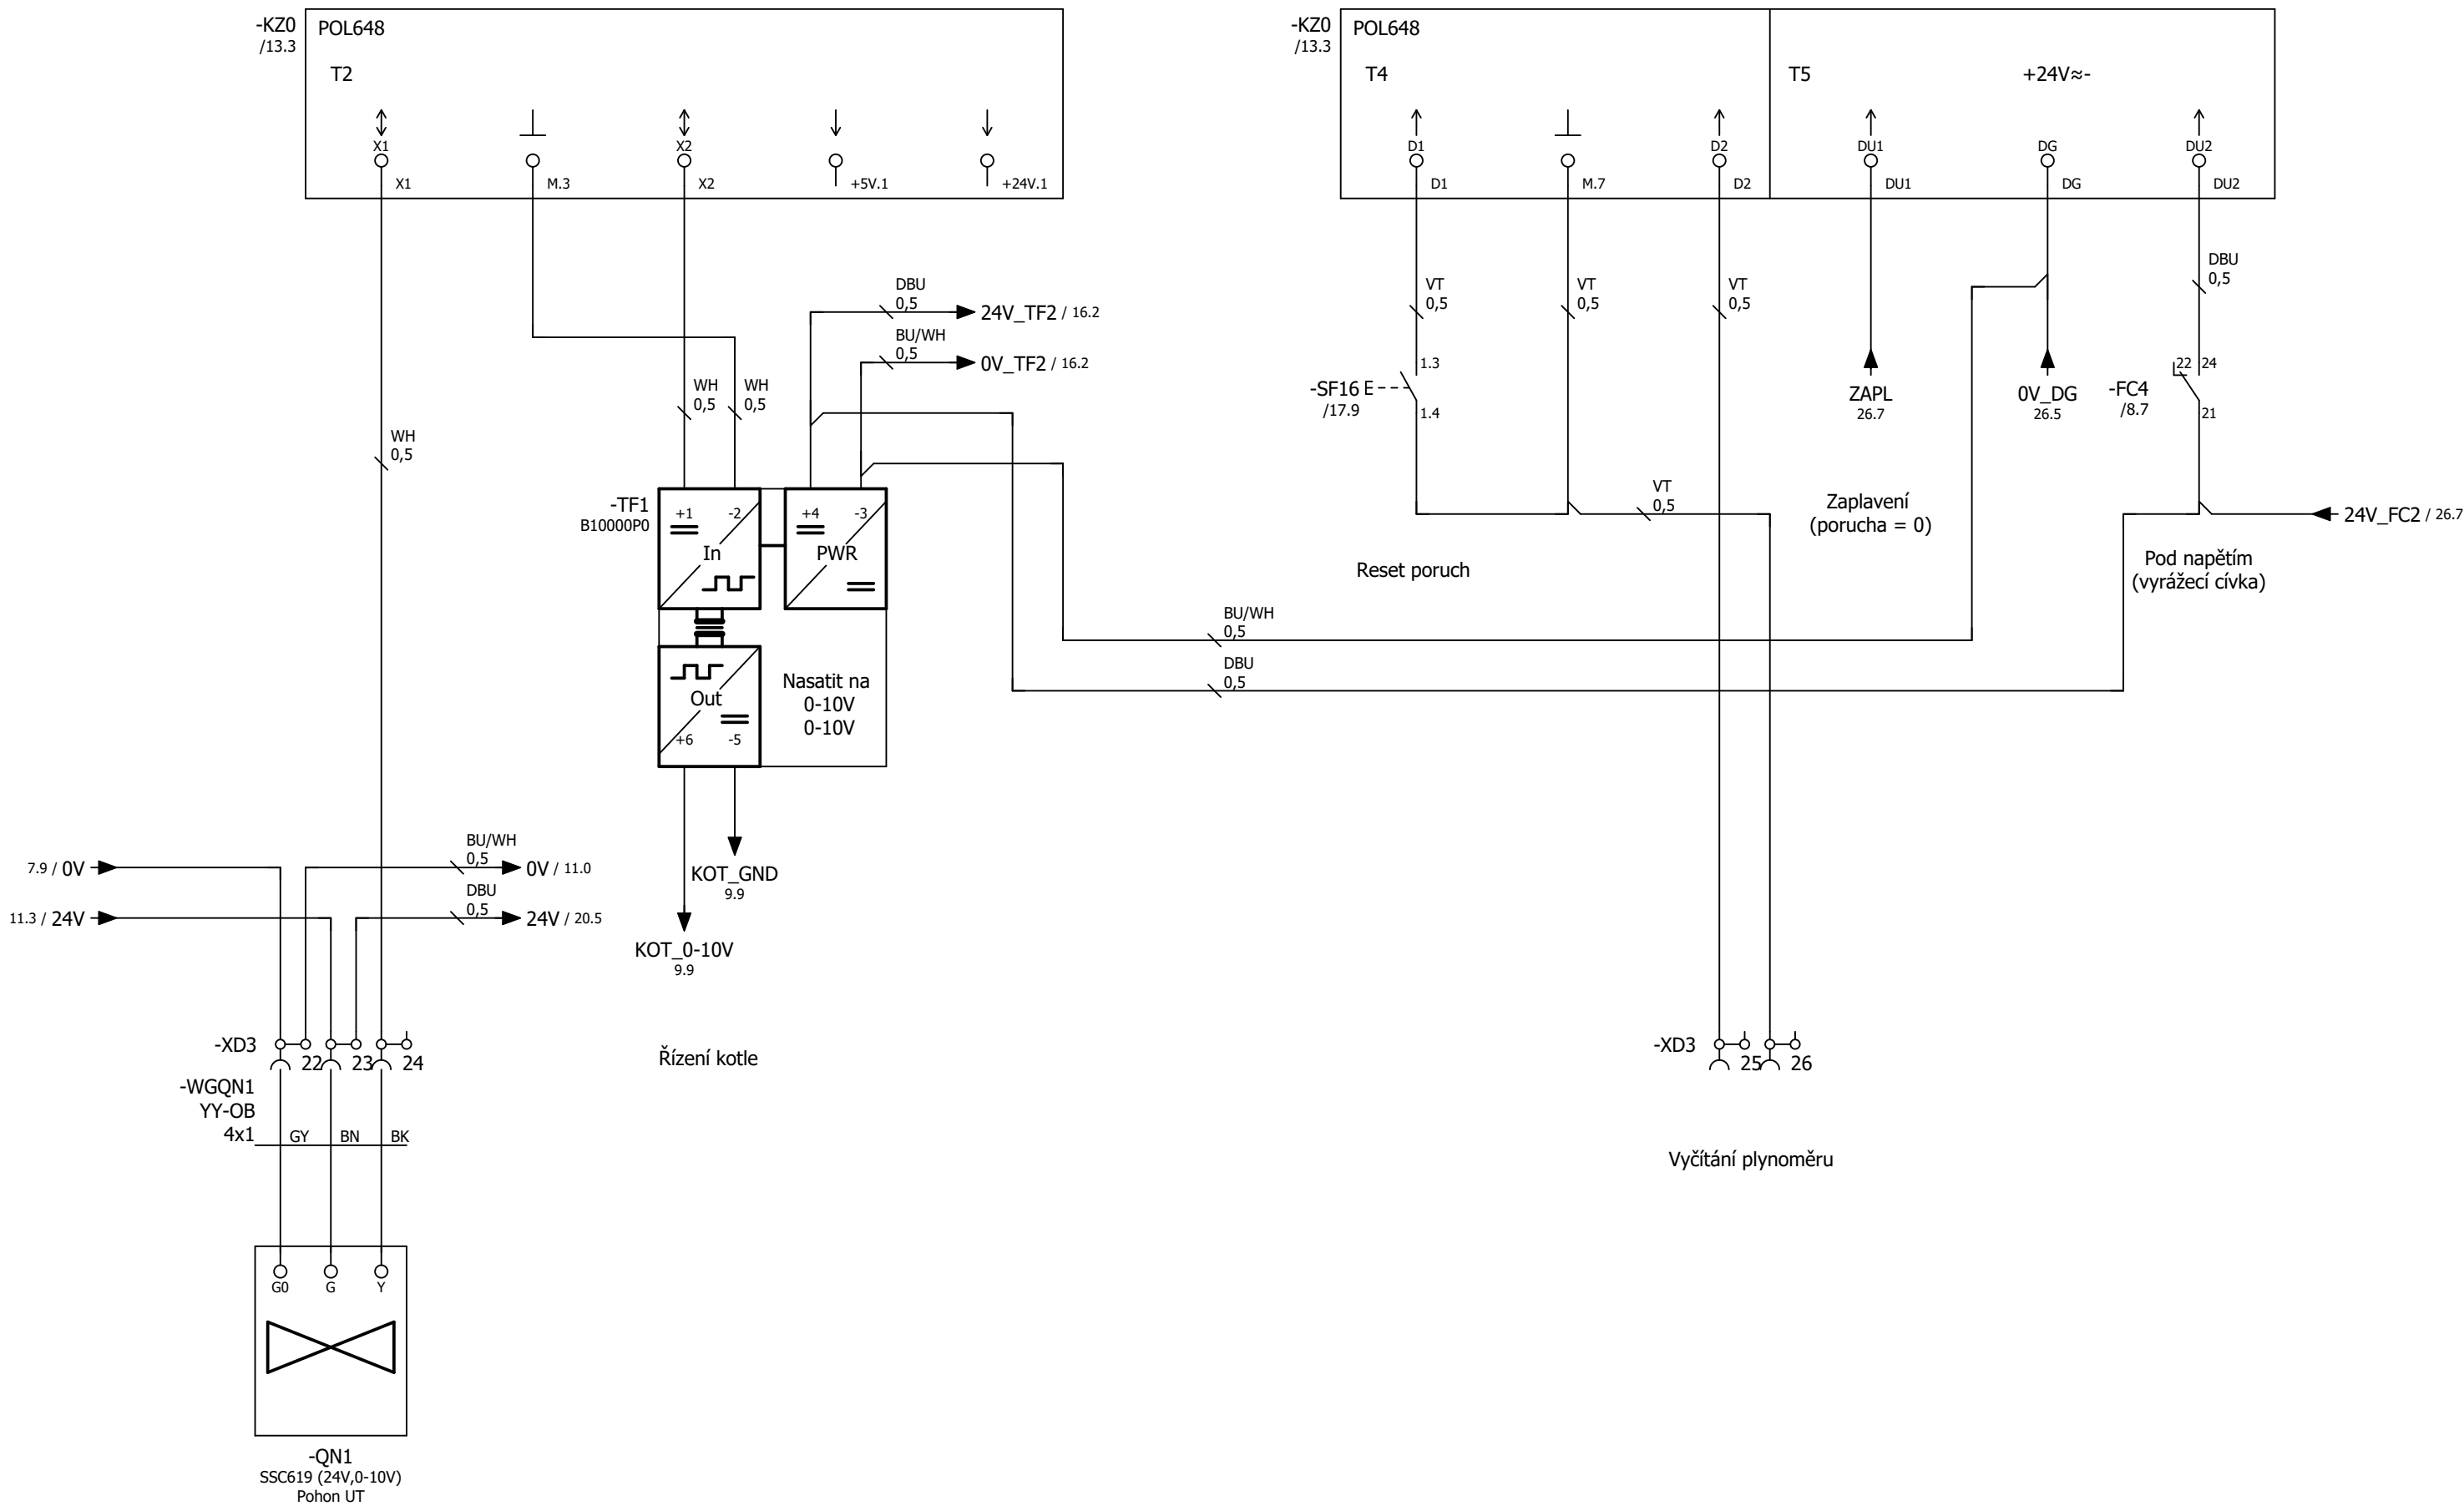 -KZ0
/13.3
POL648
T2
X1
X1
M.3
X2
X2
+5V.1
+24V.1
-KZ0
/13.3
POL648
T4
D1
D1
M.7
D2
D2
T5
+24V≂-
DU1
DU1
DG
DG
DU2
DU2
DBU
0,5
24V_TF2 / 16.2
BU/WH
0,5
0V_TF2 / 16.2
WH
0,5
WH
0,5
WH
0,5
VT
0,5
VT
0,5
VT
0,5
DBU
0,5
-SF16 E
/17.9
1.3
1.4
ZAPL
26.7
0V_DG
26.5
-FC4
/8.7
22 24
21
VT
0,5
24V_FC2 / 26.7
Zaplavení
(porucha = 0)
Pod napětím
(vyrážecí cívka)
Reset poruch
-TF1
B10000P0
+1 -2
In
+4 -3
PWR
Out
+6 -5
Nasatit na
0-10V
0-10V
BU/WH
0,5
DBU
0,5
7.9 / 0V
BU/WH
0,5
0V / 11.0
11.3 / 24V
DBU
0,5
24V / 20.5
KOT_GND
9.9
KOT_0-10V
9.9
Řízení kotle
-XD3
22 23 24
-WGQN1
YY-OB
4x1
GY BN BK
-XD3
25 26
Vyčítání plynoměru
G0 G Y
-QN1
SSC619 (24V,0-10V)
Pohon UT